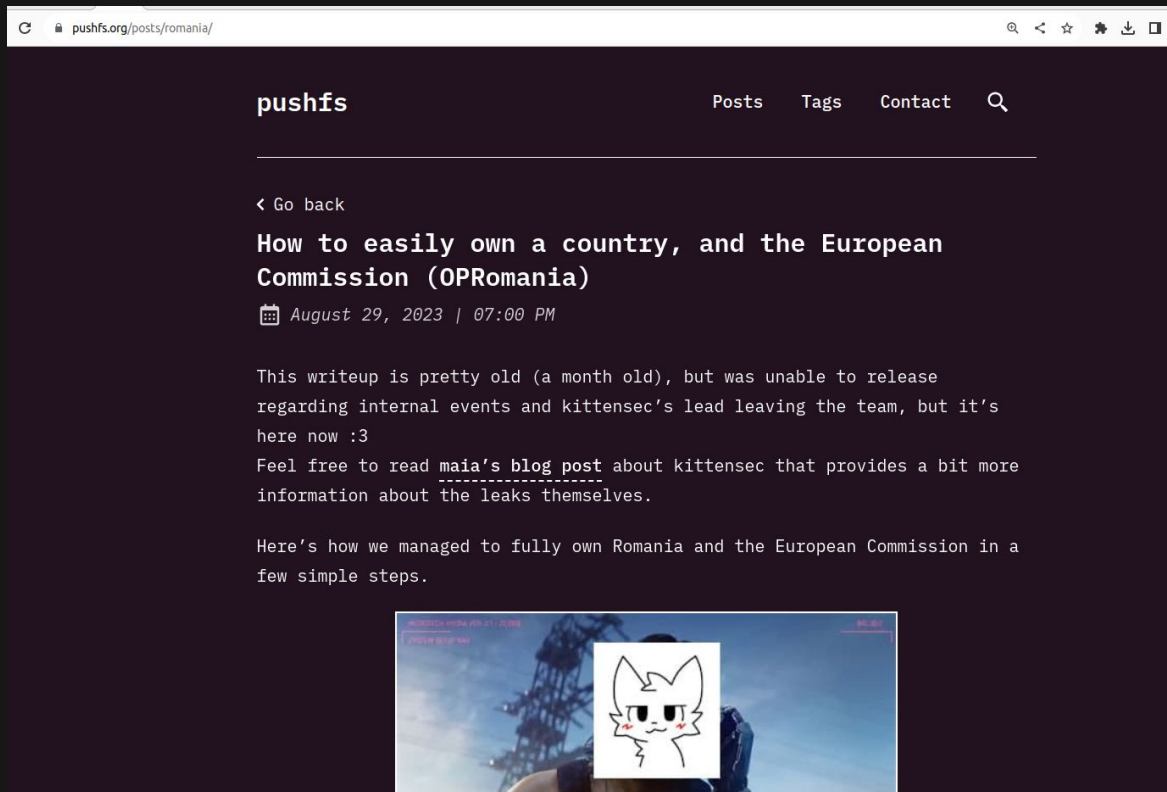 pushfs.org/posts/romania/
pushfs
Posts Tags Contact
Go back
How to easily own a country, and the European
Commission (OPRomania)
August 29, 2023 | 07:00 PM
This writeup is pretty old (a month old), but was unable to release
regarding internal events and kittensec’s lead leaving the team, but it’s
here now :3
Feel free to read maia’s blog post about kittensec that provides a bit more
information about the leaks themselves.
Here’s how we managed to fully own Romania and the European Commission in a
few simple steps.